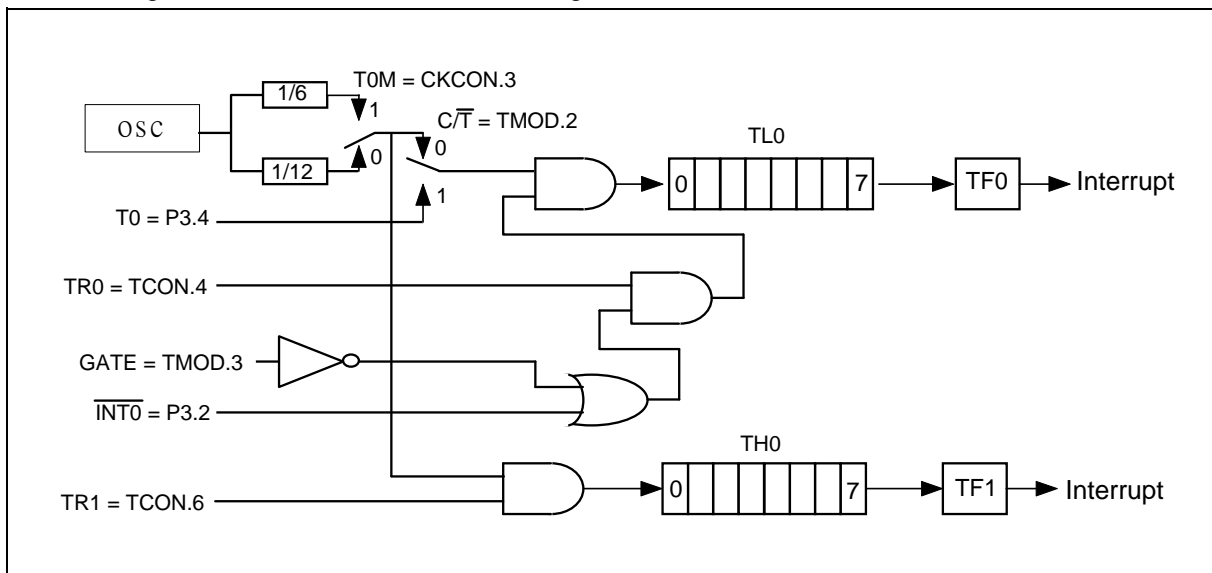 T0M = CKCON.3
1/6
1
OSC
C/T̅ = TMOD.2
TL0
0
0
1/12
0
7
TF0
Interrupt
1
T0 = P3.4
TR0 = TCON.4
GATE = TMOD.3
I̅N̅T̅0̅ = P3.2
TH0
0
7
TF1
Interrupt
TR1 = TCON.6